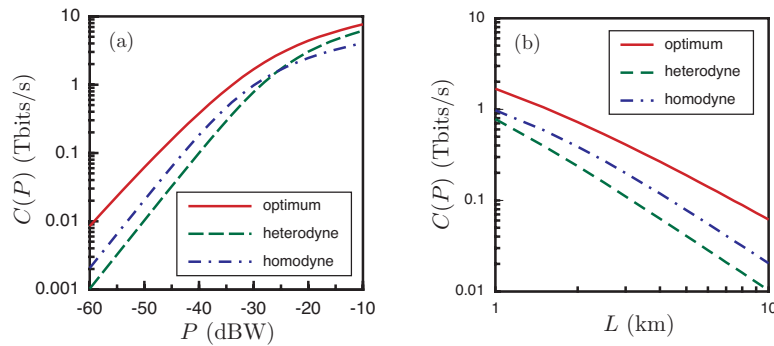 (a)
C(P) (Tbits/s)
10
1
0.1
0.01
0.001
optimum
heterodyne
homodyne
-60 -50 -40 -30 -20 -10
P (dBW)
(b)
C(P) (Tbits/s)
10
1
0.1
0.01
optimum
heterodyne
homodyne
1 10
L (km)